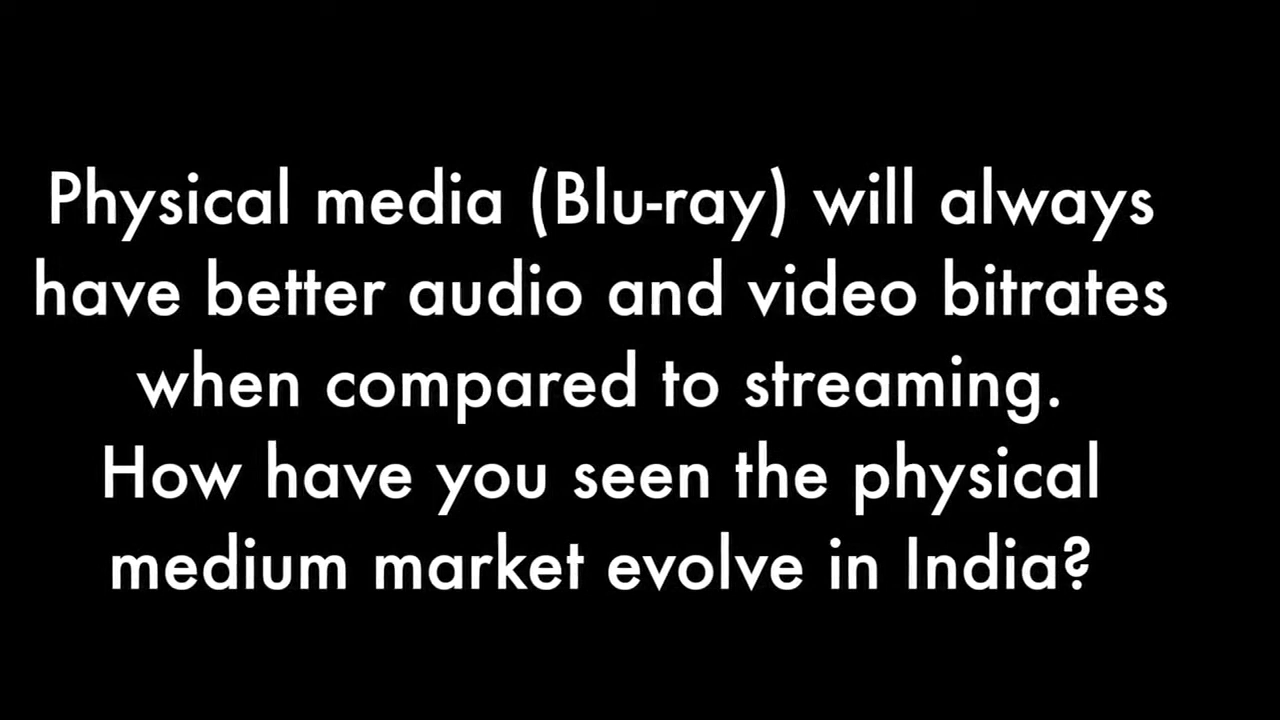 Physical media (Blu-ray) will always
have better audio and video bitrates
when compared to streaming.
How have you seen the physical
medium market evolve in India?